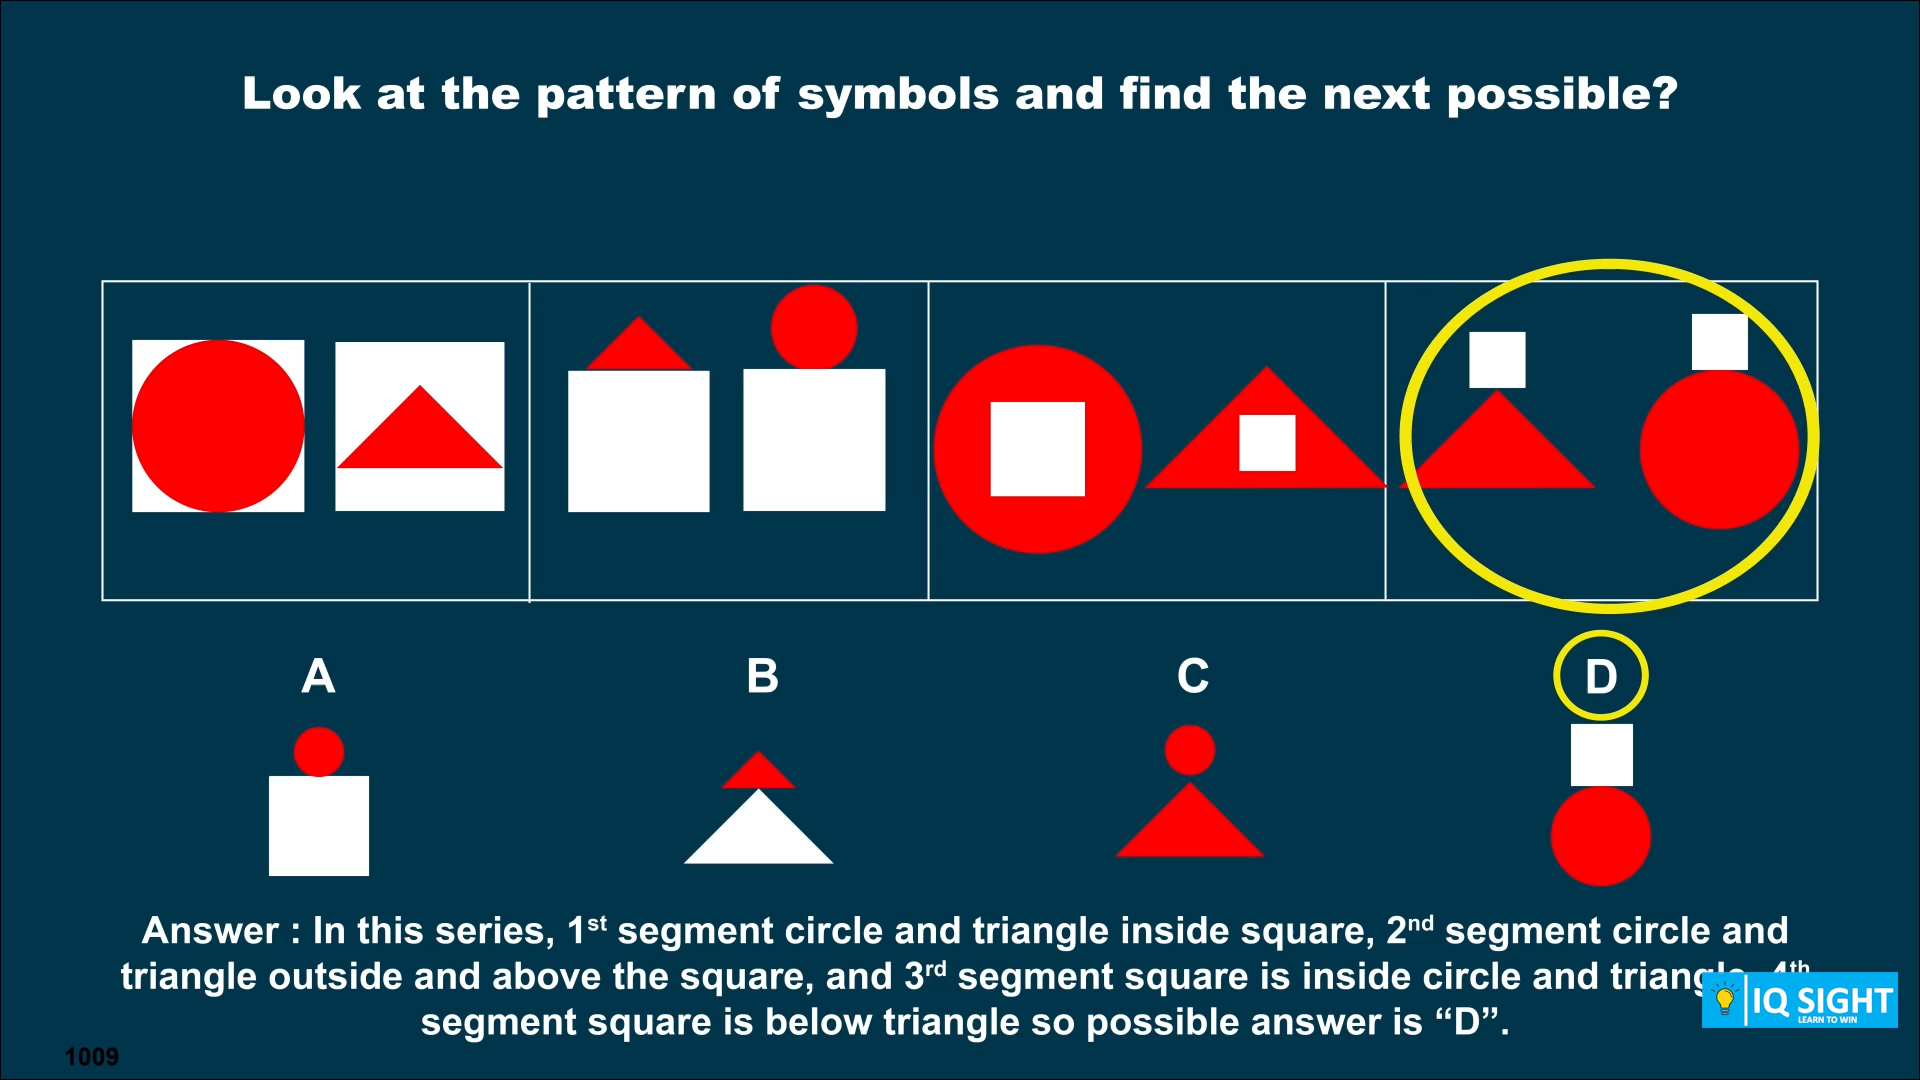 Look at the pattern of symbols and find the next possible?
A
B
C
D
Answer : In this series, 1st segment circle and triangle inside square, 2nd segment circle and
triangle outside and above the square, and 3rd segment square is inside circle and triangle, 4th
segment square is below triangle so possible answer is “D”.
IQ SIGHT
LEARN TO WIN
1009